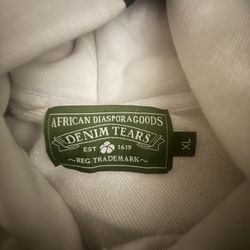 AFRICAN DIASPORA GOODS
DENIM TEARS
EST 1619
~REG. TRADEMARK~
XL